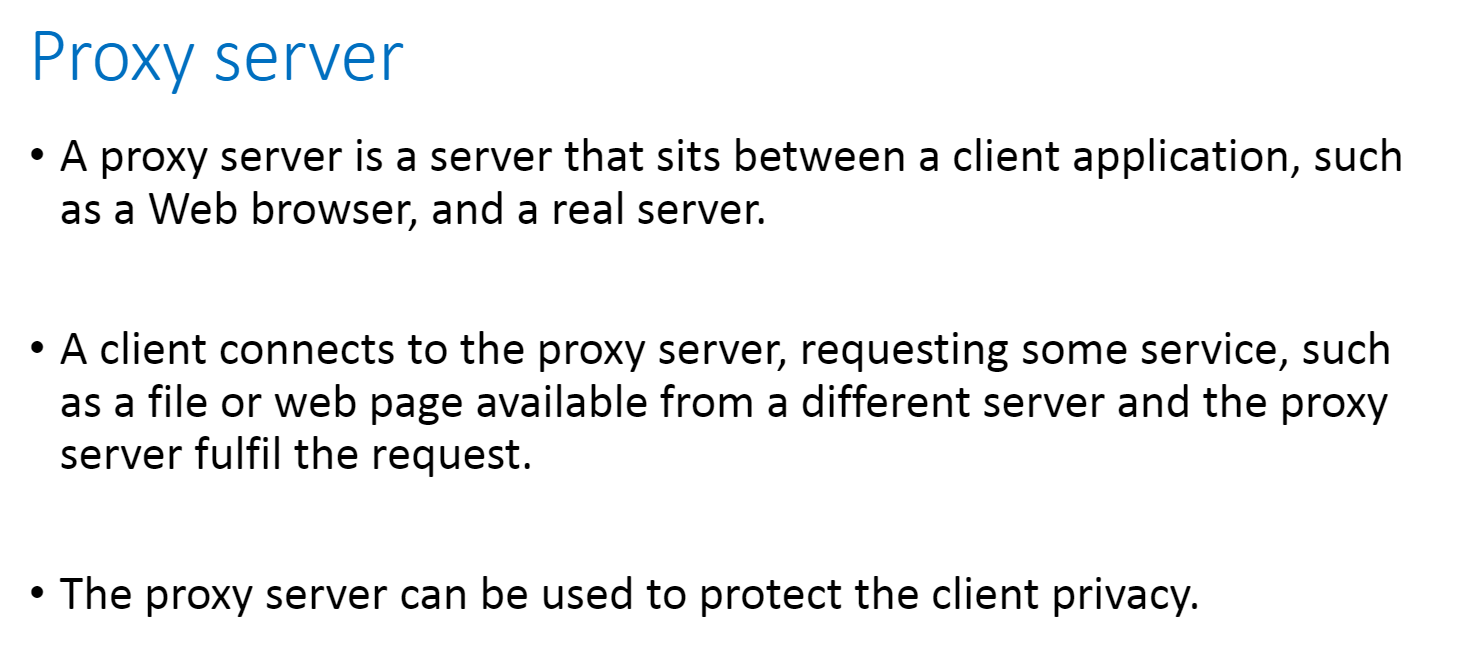 Proxy server
• A proxy server is a server that sits between a client application, such
as a Web browser, and a real server.
• A client connects to the proxy server, requesting some service, such
as a file or web page available from a different server and the proxy
server fulfil the request.
• The proxy server can be used to protect the client privacy.